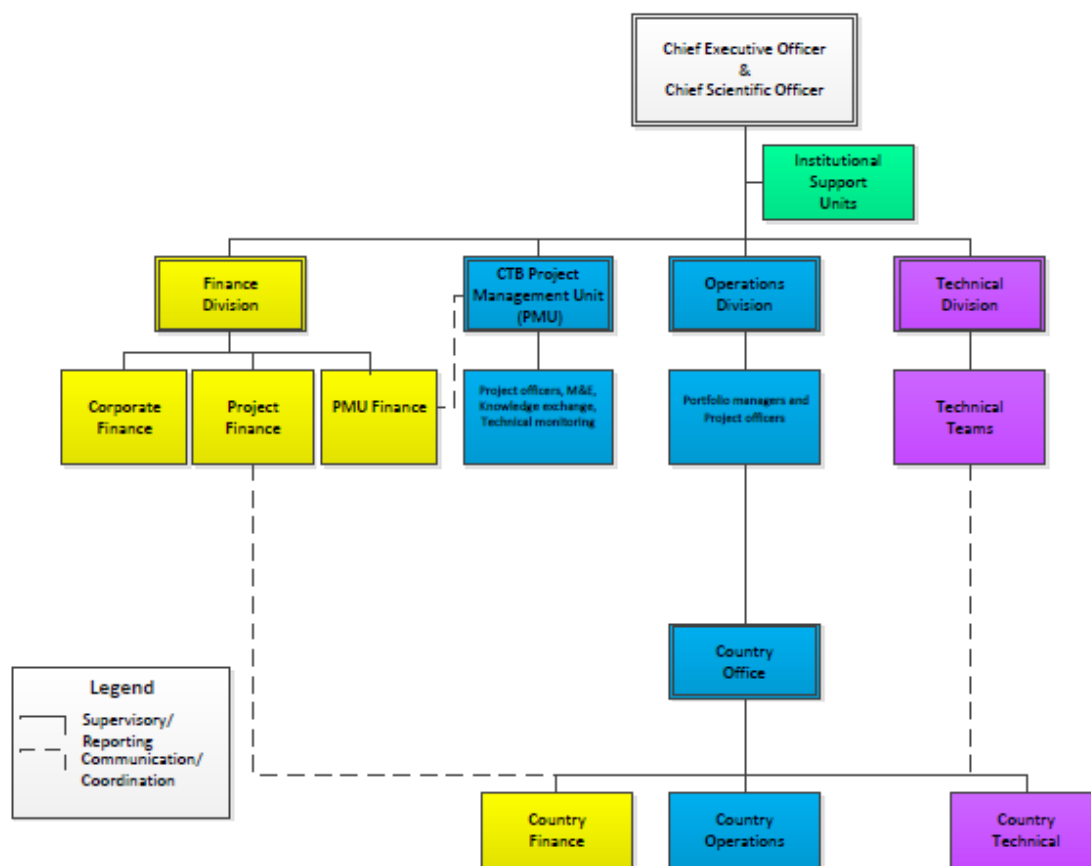 Chief Executive Officer
&
Chief Scientific Officer
Institutional
Support
Units
Finance
Division
CTB Project
Management Unit
(PMU)
Operations
Division
Technical
Division
Corporate
Finance
Project
Finance
PMU Finance
Project officers, M&E,
Knowledge exchange,
Technical monitoring
Portfolio managers and
Project officers
Technical
Teams
Country
Office
Legend
Supervisory/
Reporting
Communication/
Coordination
Country
Finance
Country
Operations
Country
Technical